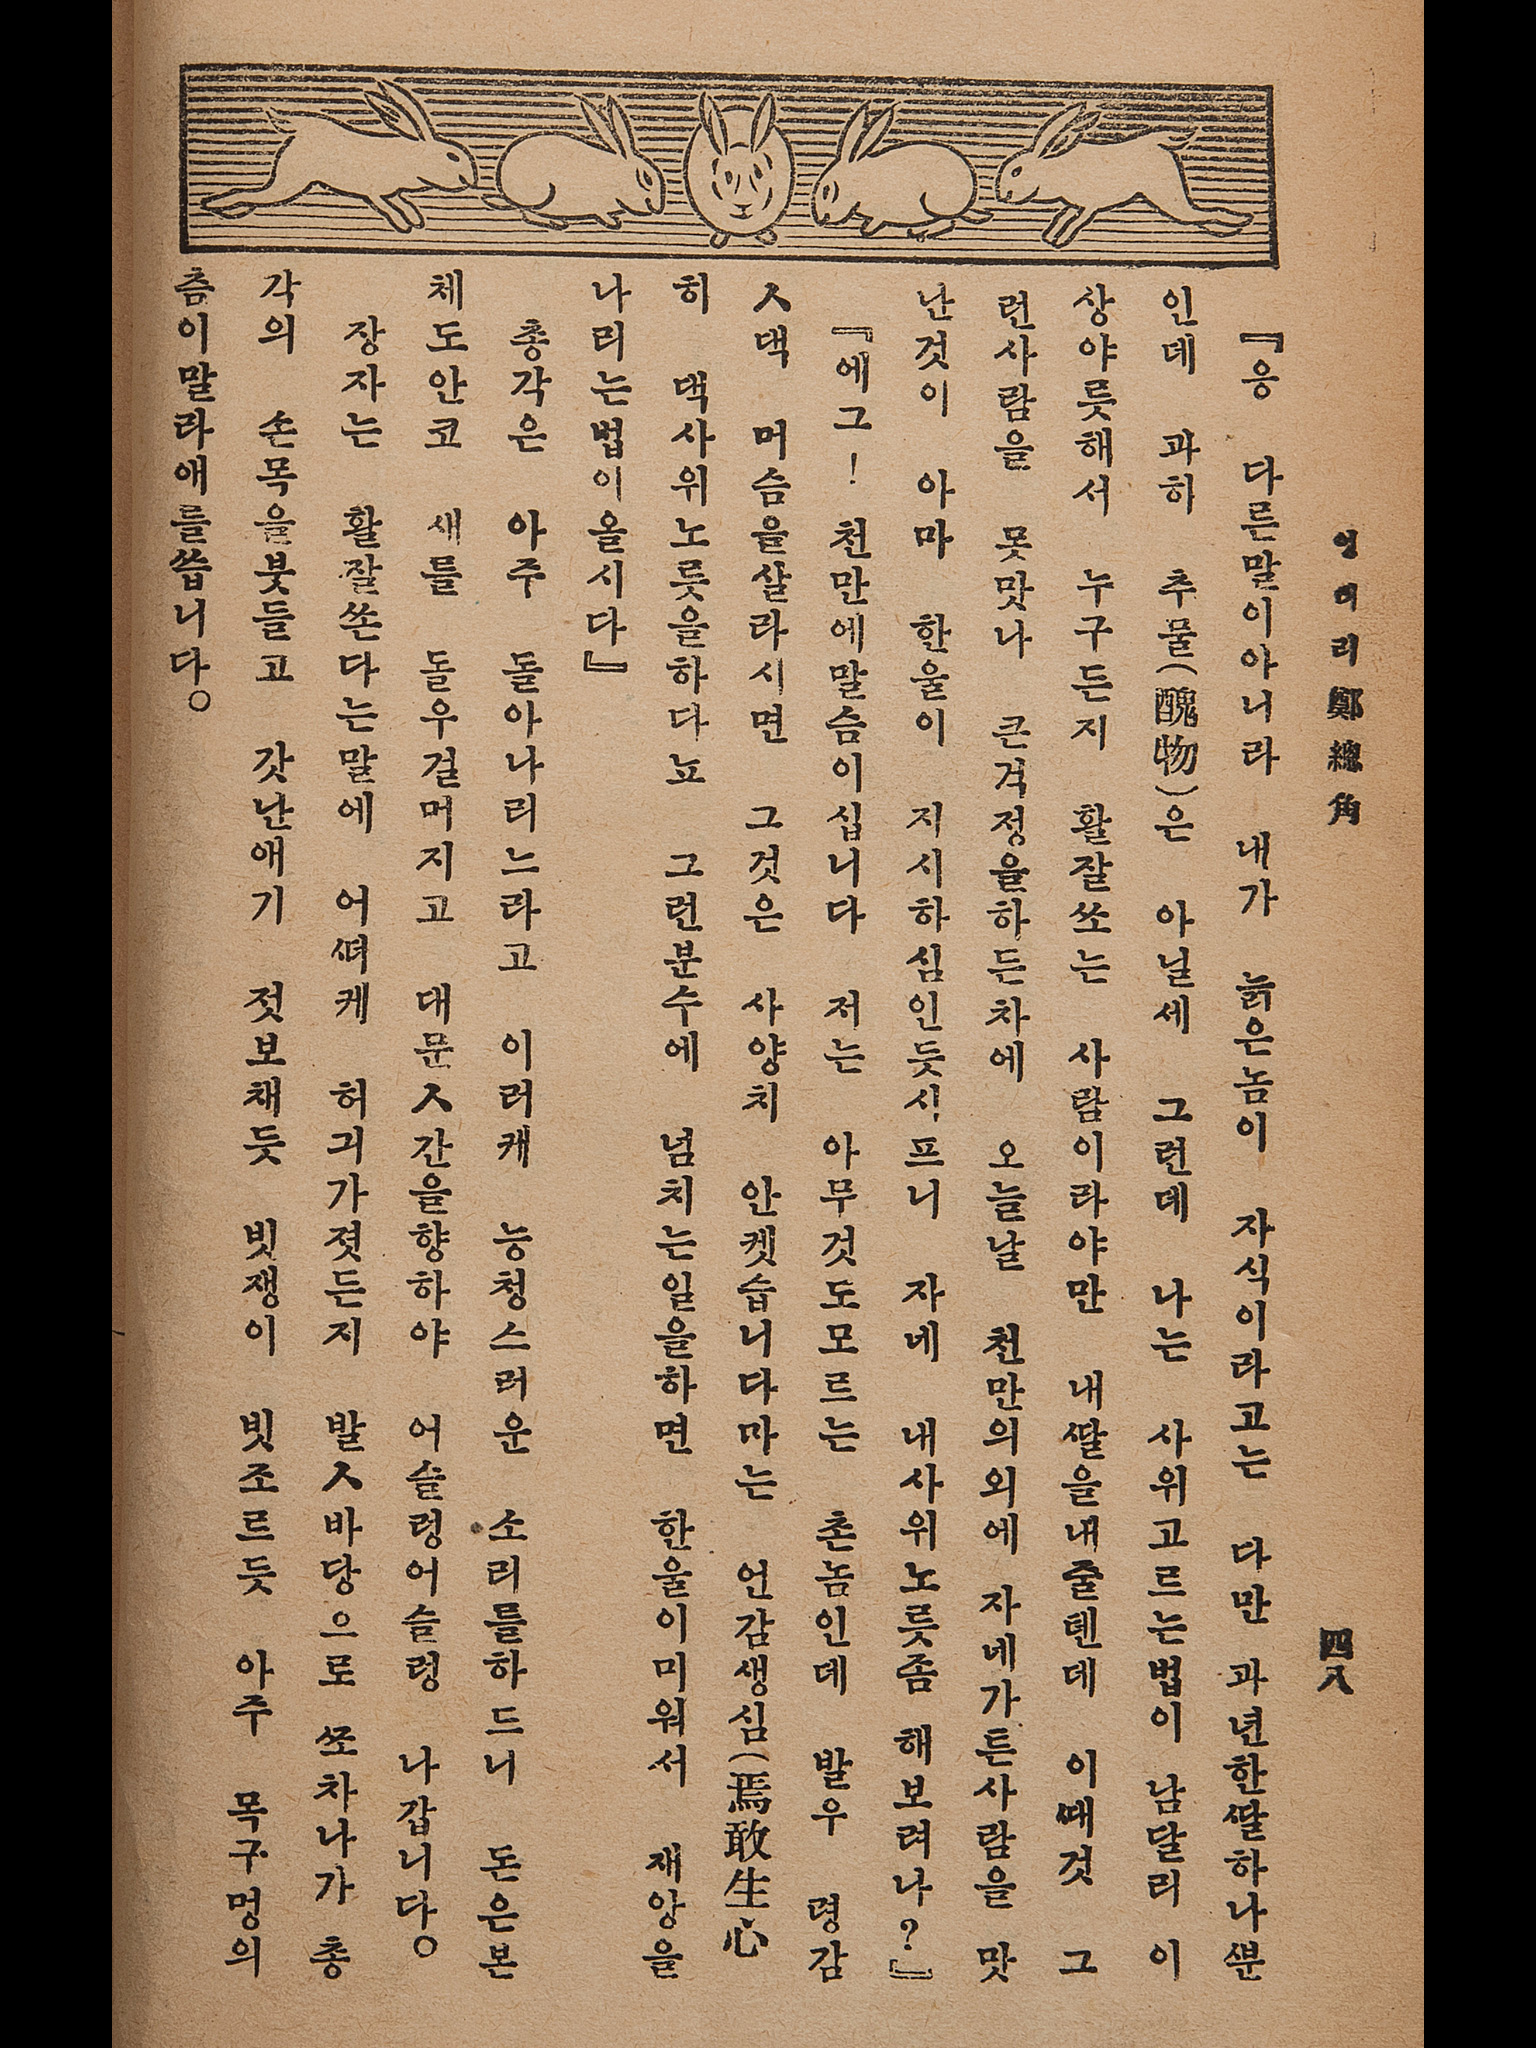 엉터리鄭總角
四八
『응 다른말이아니라 내가 늙은놈이 자식이라고는 다만 과년한ᄯᅡᆯ하나ᄲᅮᆫ
인데 과히 추물(醜物)은 아닐세 그런데 나는 사위고르는법이 남달리 이
상야릇해서 누구든지 활잘쏘는 사람이라야만 내ᄯᅡᆯ을내줄텐데 이ᄯᅢ것 그
런사람을 못맛나 큰걱정을하든차에 오늘날 천만의외에 자네가튼사람을 맛
난것이 아마 한울이 지시하심인듯시프니 자네 내사위노릇좀 해보려나?』
『에그! 천만에말슴이십니다 저는 아무것도모르는 촌놈인데 발우 령감
ㅅ댁 머슴을살라시면 그것은 사양치 안켓습니다마는 언감생심(焉敢生心
히 댁사위노릇을하다뇨 그런분수에 넘치는일을하면 한울이미워서 재앙을
나리는법이올시다』
총각은 아주 돌아나리느라고 이러케 능청스러운 소리를하드니 돈은본
체도안코 새를 둘우걸머지고 대문ㅅ간을향하야 어슬렁어슬렁 나갑니다。
장자는 활잘쏜다는말에 어ᄯᅥ케 허긔가젓든지 발ㅅ바당으로 쪼차나가 총
각의 손목을붓들고 갓난애기 젓보채듯 빗쟁이 빗조르듯 아주 목구멍의
춤이말라애를씁니다。